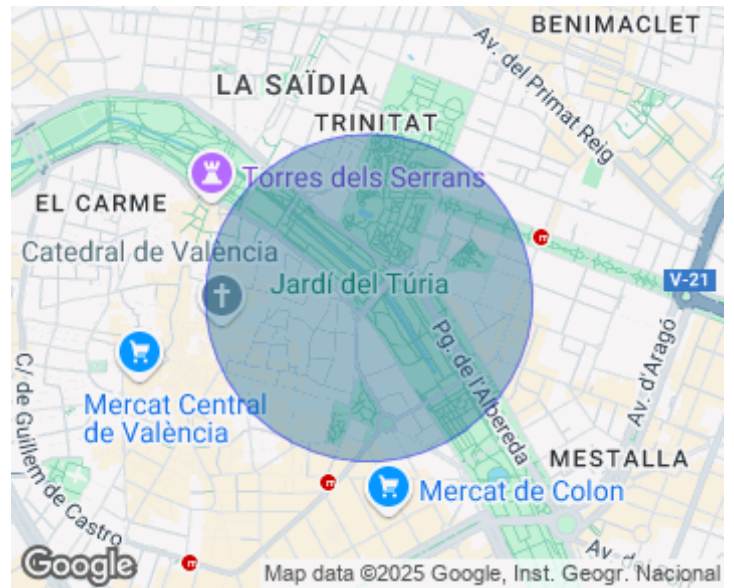 BENIMACLET
Av. del Primat Reig
LA SAÏDIA
TRINITAT
Torres dels Serrans
EL CARME
Catedral de València
Jardí del Túria
V-21
Pg. de l'Albereda
Av. d'Aragó
C/ de Guillem de Castro
Mercat Central
de València
MESTALLA
Mercat de Colon
Google
Map data ©2025 Google, Inst. Geogr. Nacional